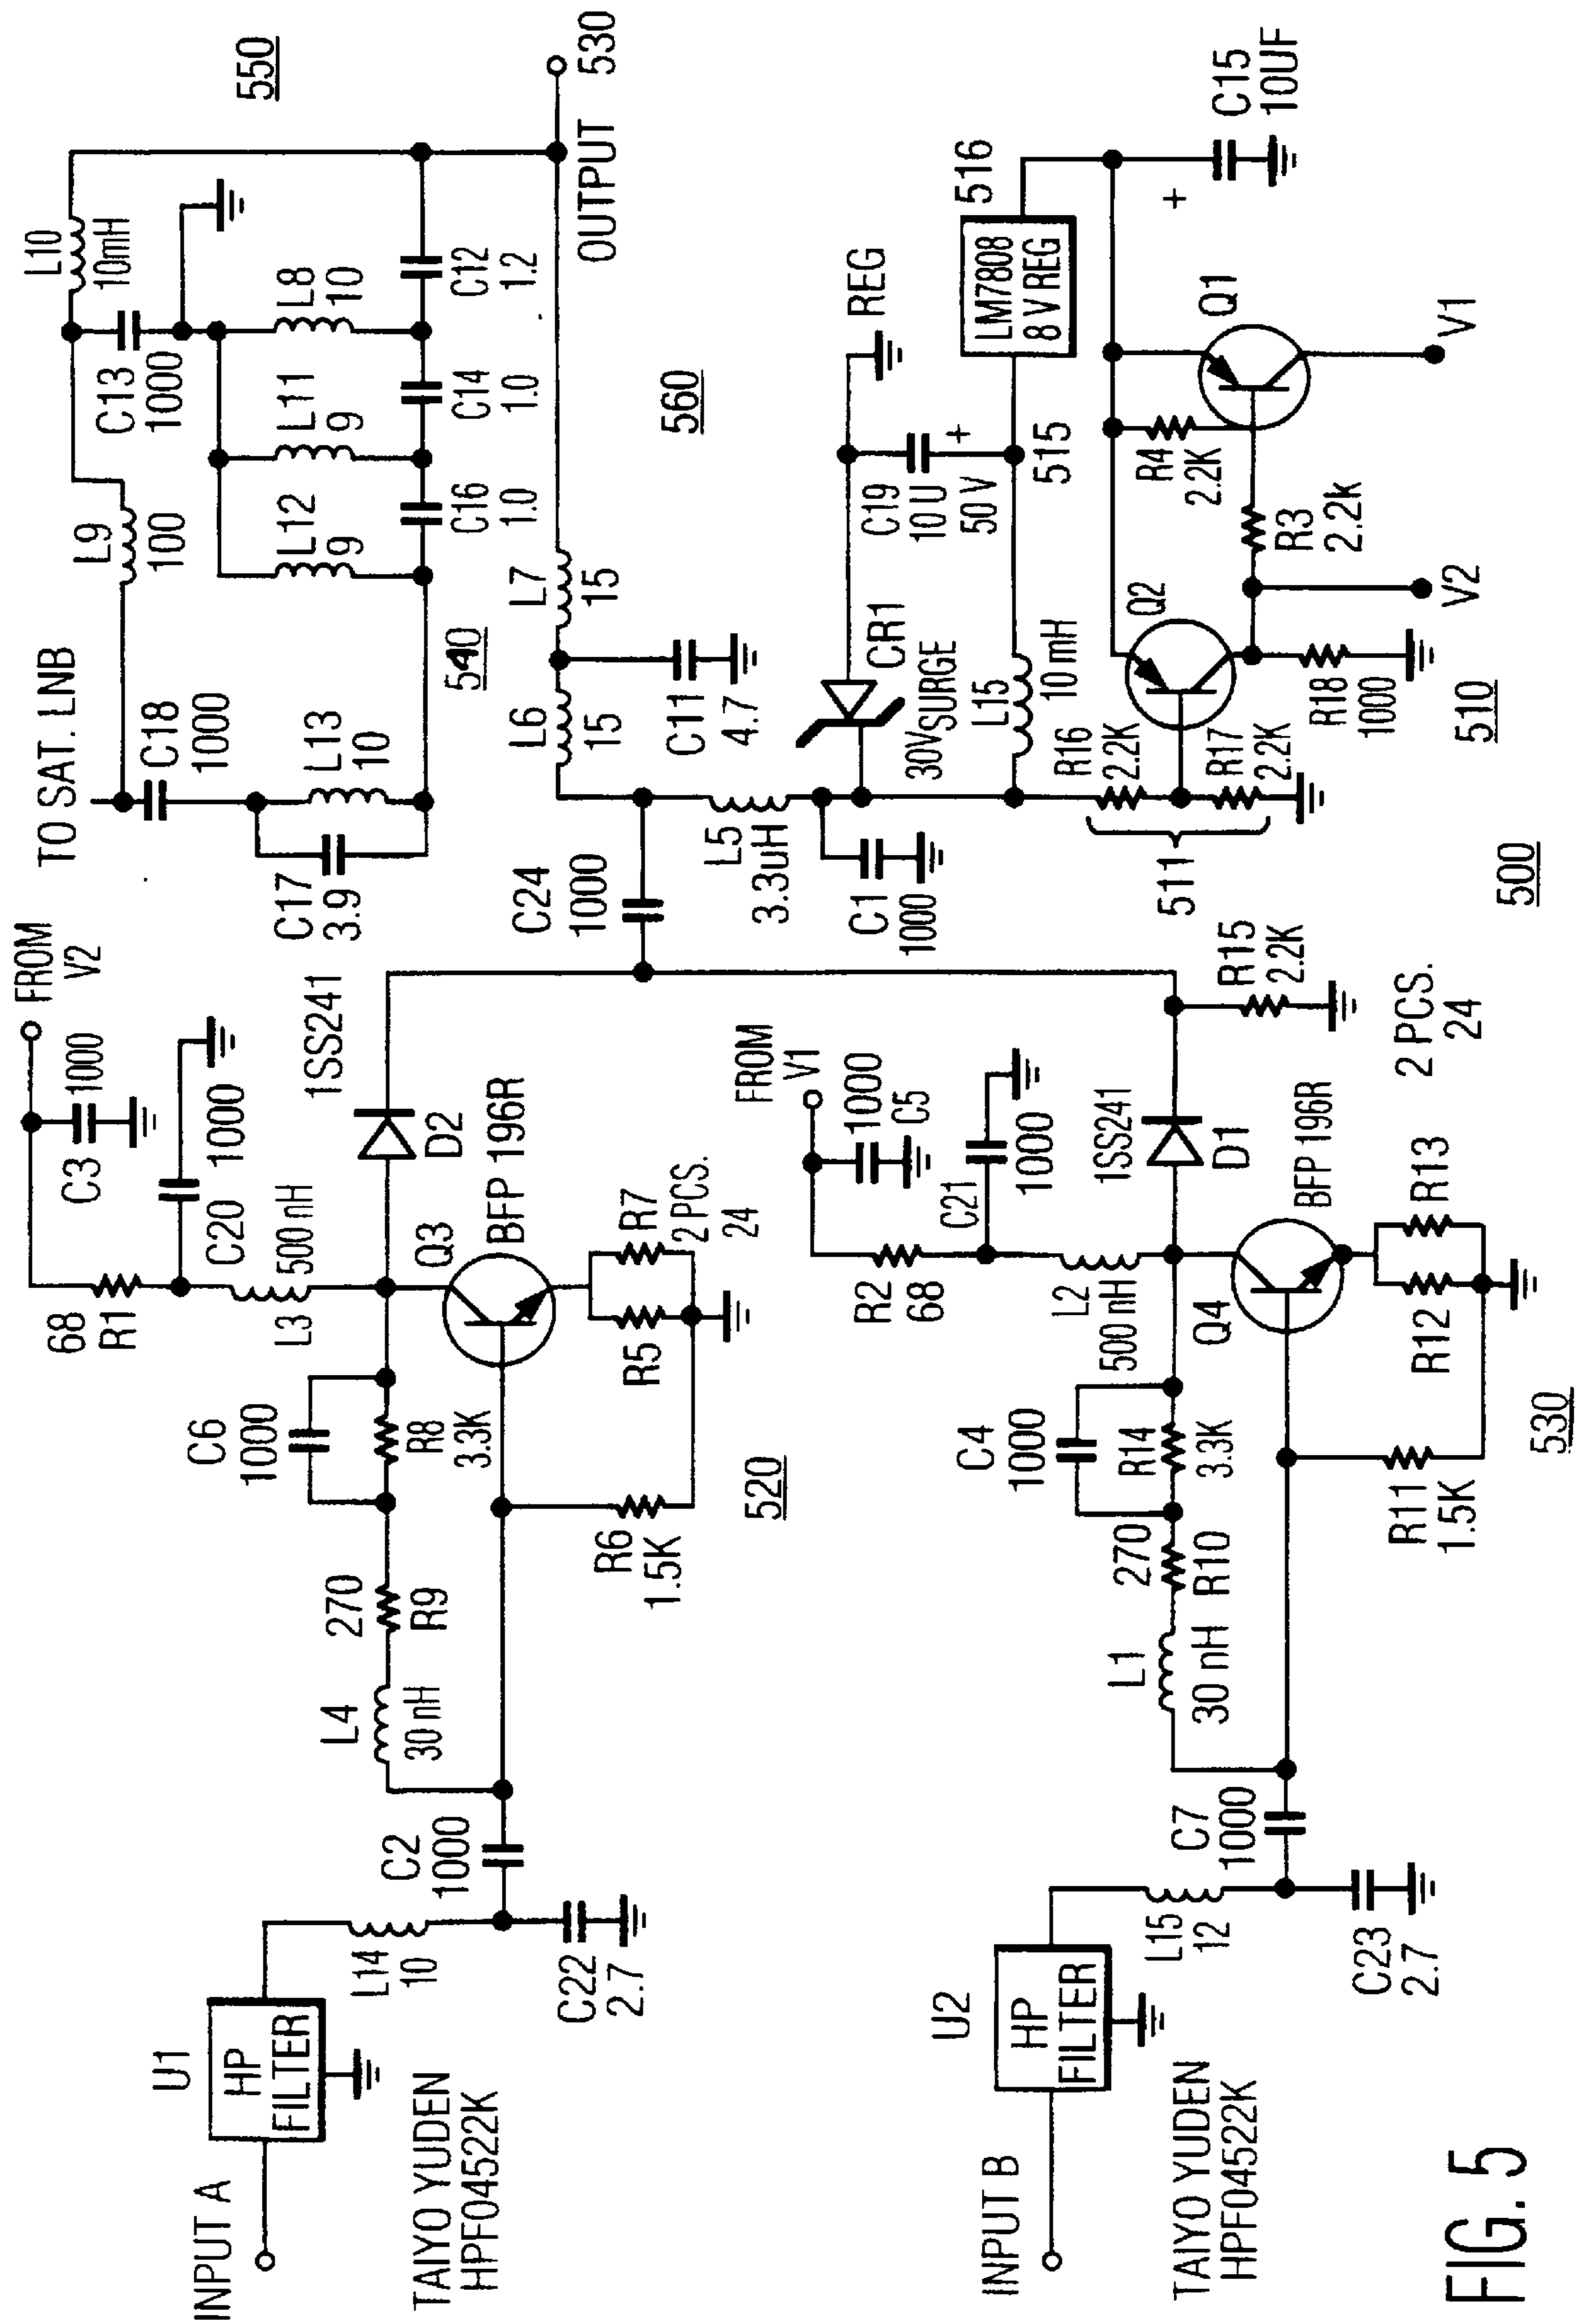 FROM
V2
C3
1000
68
R1
C20
1000
L3
500 nH
1SS241
D2
C6
1000
R8
3.3K
270
R9
L4
30 nH
Q3
BFP 196R
R5
R7
2 PCS.
24
R6
1.5K
520
C2
1000
L14
10
C22
2.7
U1
HP
FILTER
INPUT A
TAIYO YUDEN
HPF04522K
FROM
V1
1000
C5
R2
68
C21
1000
L2
500 nH
1SS241
D1
C4
1000
R14
3.3K
270
R10
L1
30 nH
Q4
BFP 196R
R12
R13
2 PCS.
24
R11
1.5K
530
R15
2.2K
C7
1000
L15
12
C23
2.7
U2
HP
FILTER
INPUT B
TAIYO YUDEN
HPF04522K
TO SAT. LNB
C18
1000
L13
10
C17
3.9
L9
100
L10
10mH
C13
1000
L12
9
L11
9
L8
10
C16
1.0
C14
1.0
C12
1.2
540
550
OUTPUT
530
L6
15
L7
15
C11
4.7
560
C24
1000
L5
3.3uH
C1
1000
CR1
30V SURGE
REG
C19
10 U
50 V
+
L15
10 mH
515
LM7808
8 V REG
516
+
C15
10UF
R16
2.2K
R17
2.2K
511
Q2
R18
1000
510
V2
R3
2.2k
R4
2.2K
Q1
V1
500
FIG. 5